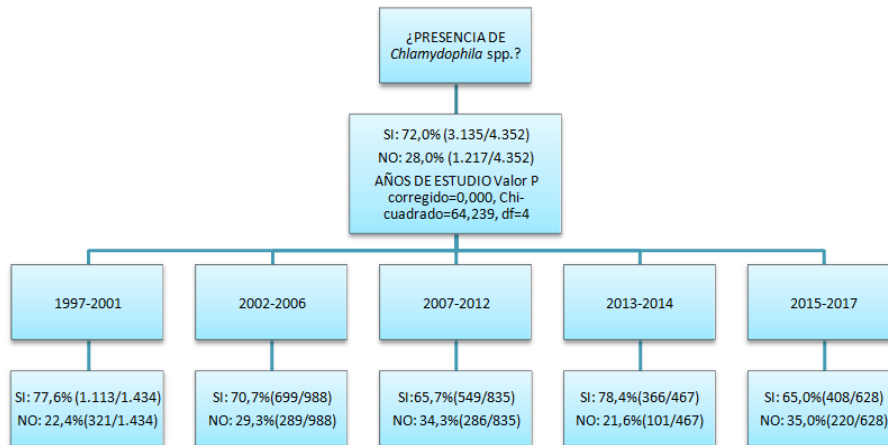 ¿PRESENCIA DE
Chlamydophila spp.?
SI: 72,0% (3.135/4.352)
NO: 28,0% (1.217/4.352)
AÑOS DE ESTUDIO Valor P
corregido=0,000, Chi-
cuadrado=64,239, df=4
1997-2001
2002-2006
2007-2012
2013-2014
2015-2017
SI: 77,6% (1.113/1.434)
NO: 22,4% (321/1.434)
SI: 70,7% (699/988)
NO: 29,3% (289/988)
SI:65,7% (549/835)
NO: 34,3% (286/835)
SI: 78,4% (366/467)
NO: 21,6% (101/467)
SI: 65,0% (408/628)
NO: 35,0% (220/628)